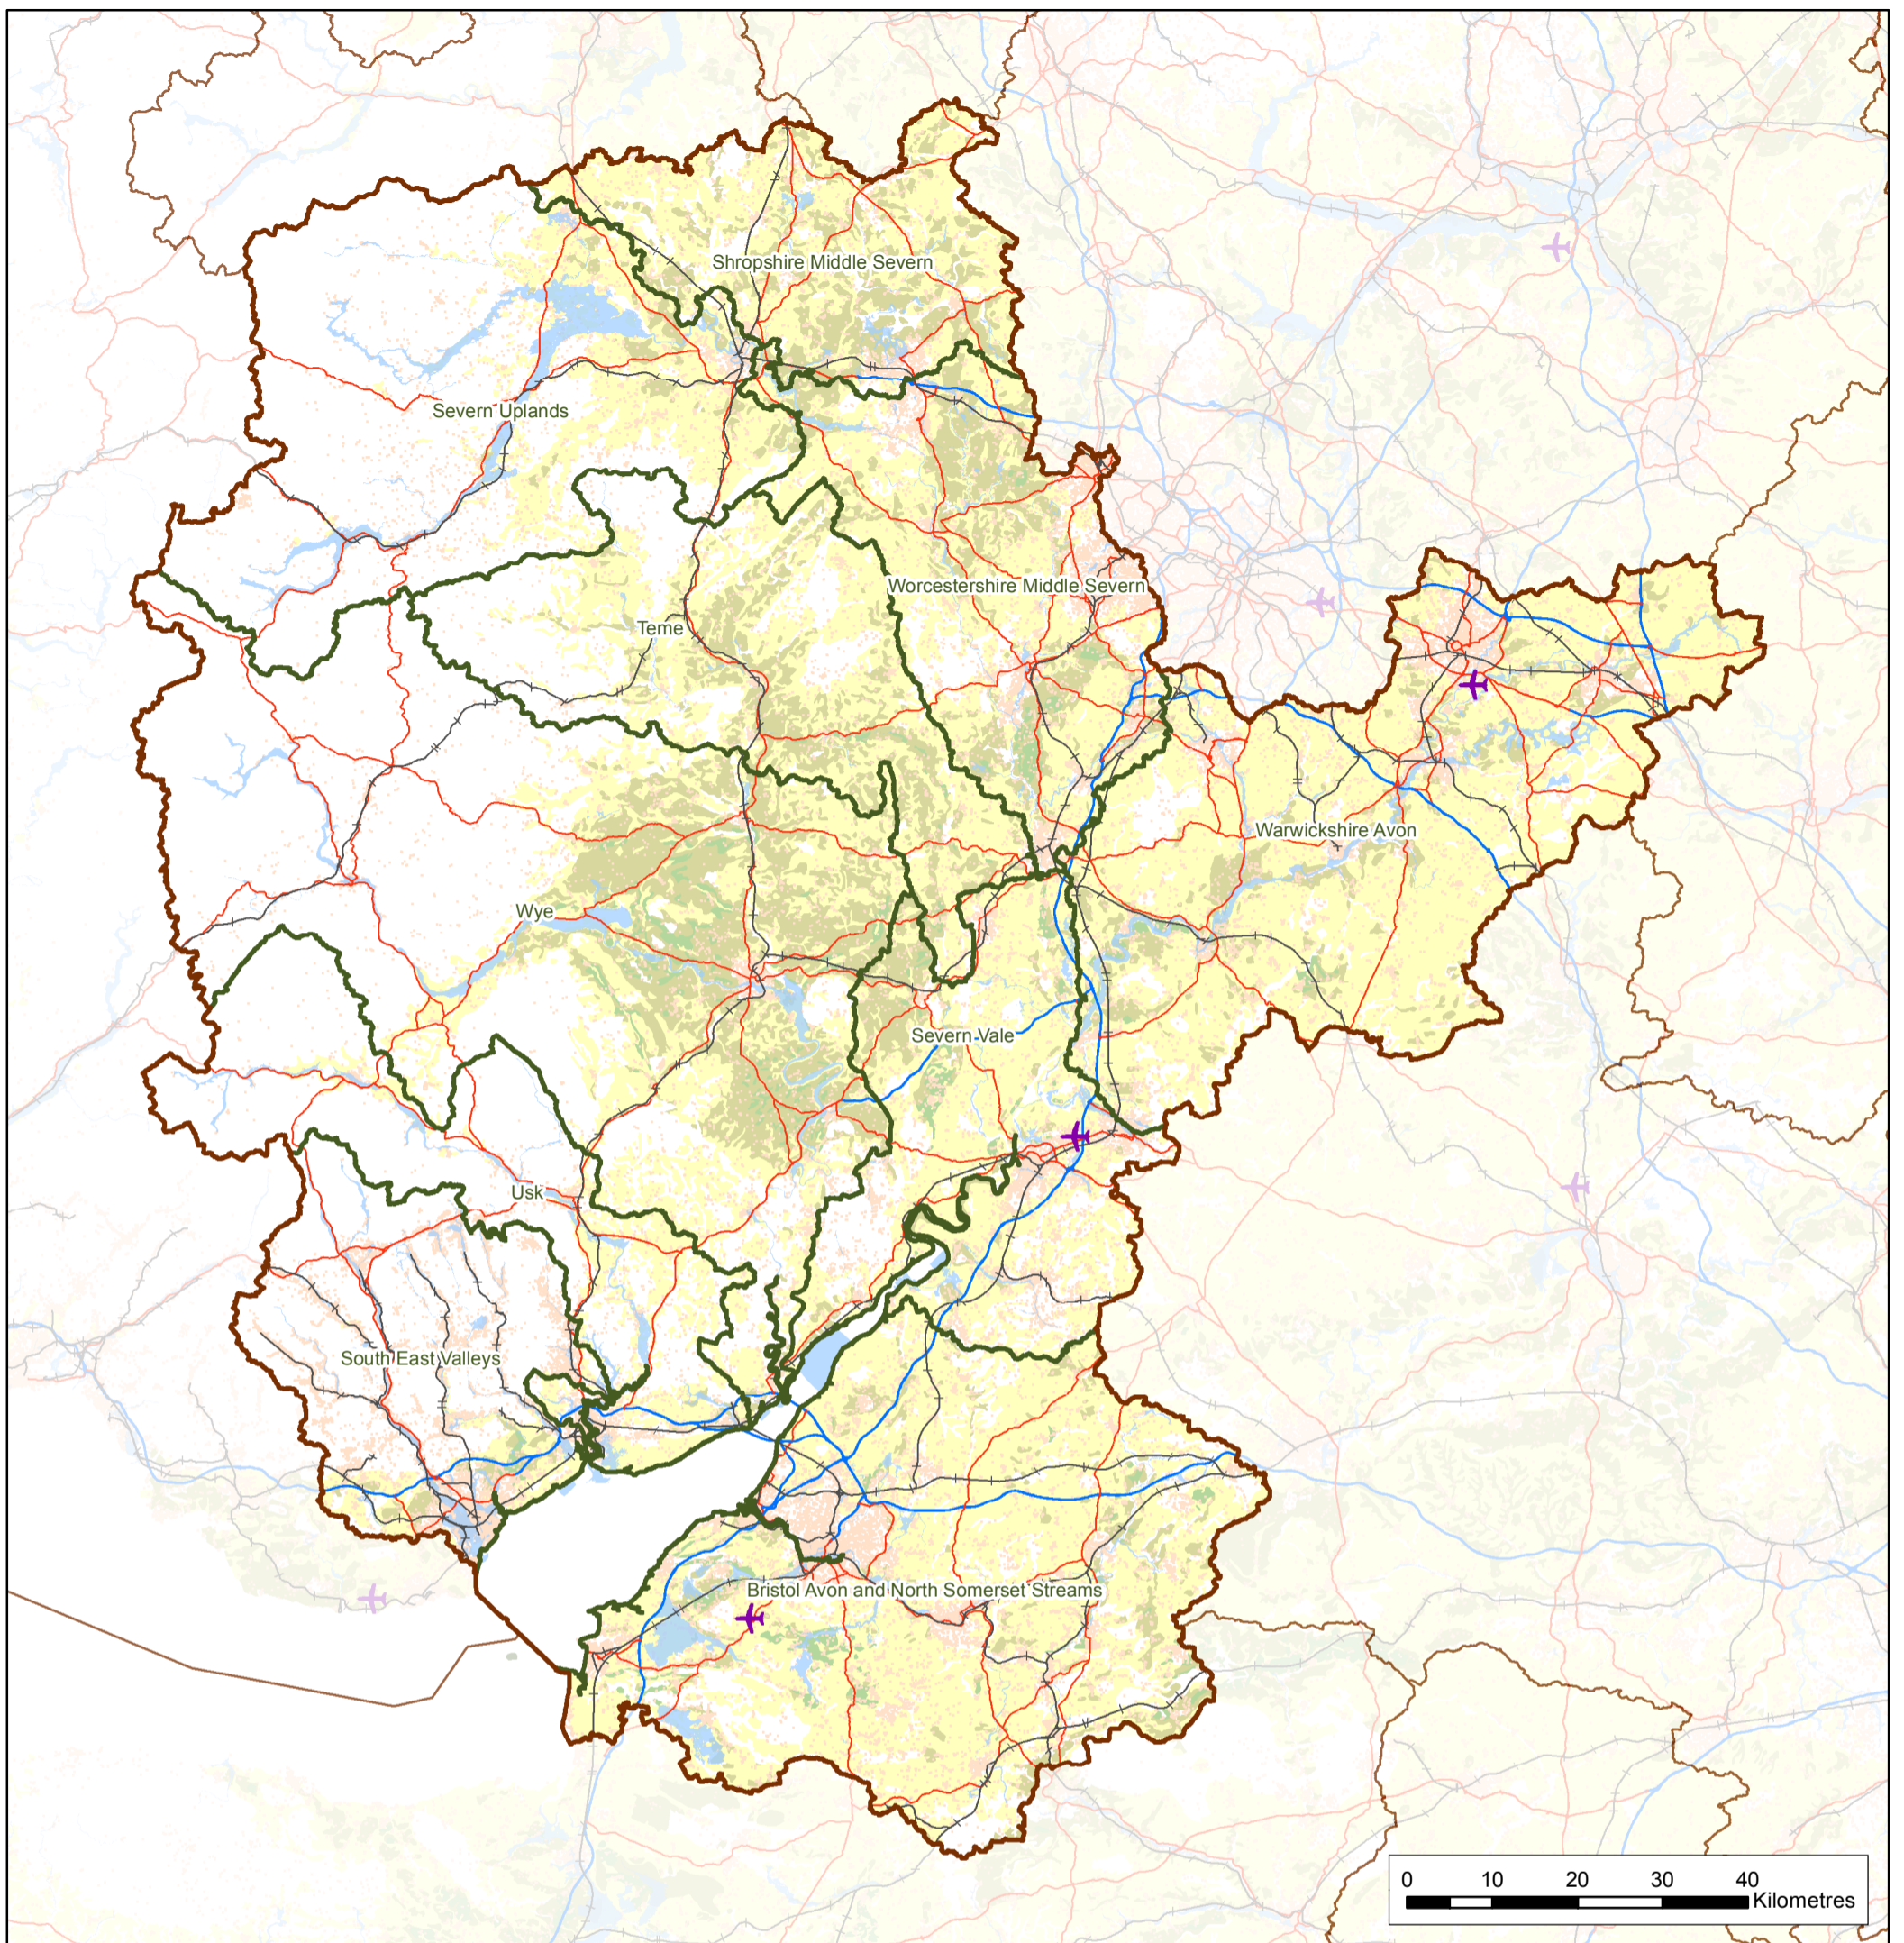 Shropshire Middle Severn
Severn Uplands
Worcestershire Middle Severn
Teme
Warwickshire Avon
Wye
Severn Vale
Usk
South East Valleys
Bristol Avon and North Somerset Streams
0 10 20 30 40
Kilometres